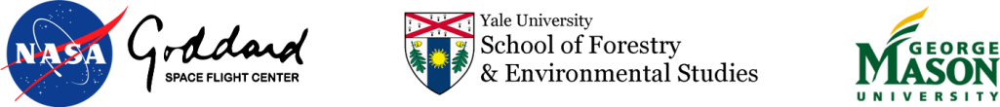 NASA
Goddard
SPACE FLIGHT CENTER
Yale University
School of Forestry
& Environmental Studies
GEORGE
MASON
UNIVERSITY